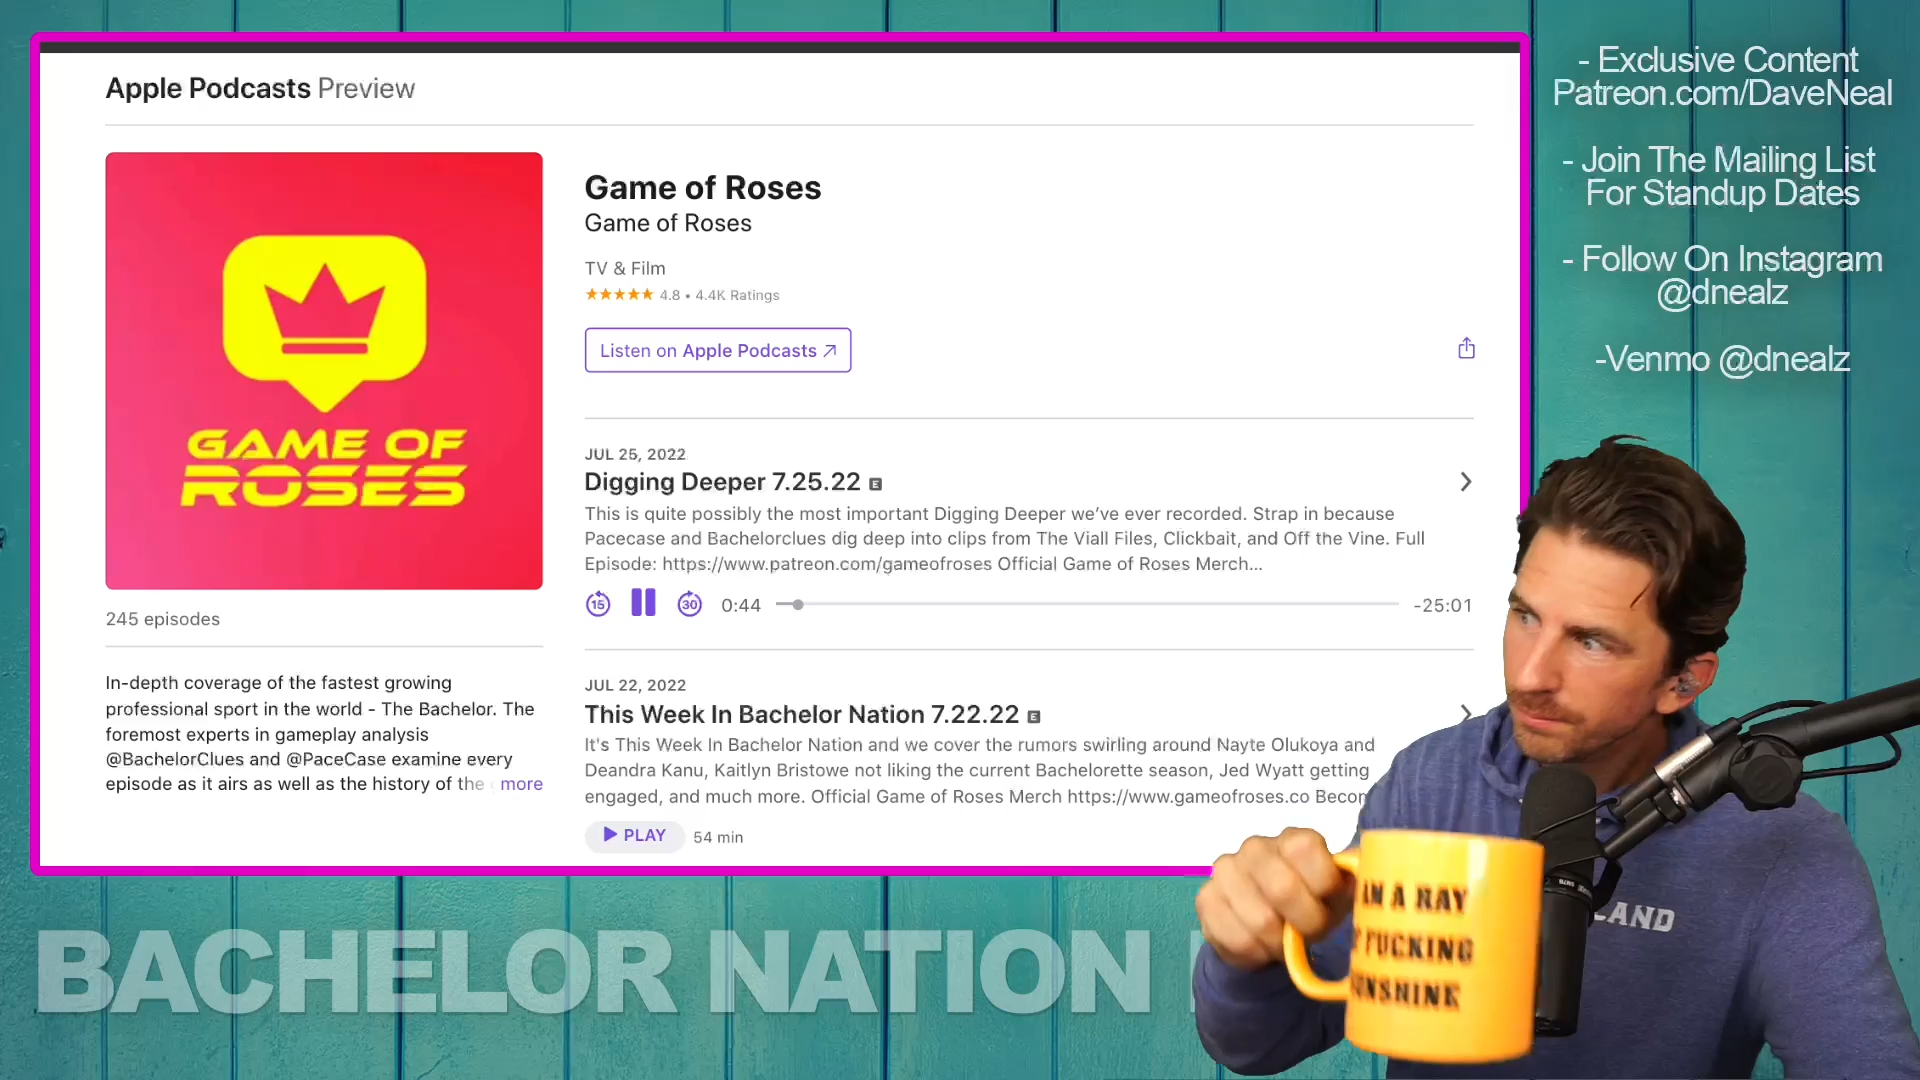 Apple Podcasts Preview
GAME OF
ROSES
245 episodes
In-depth coverage of the fastest growing
professional sport in the world - The Bachelor. The
foremost experts in gameplay analysis
@BachelorClues and @PaceCase examine every
episode as it airs as well as the history of the more
Game of Roses
Game of Roses
TV & Film
★★★★★ 4.8 • 4.4K Ratings
Listen on Apple Podcasts ↗
JUL 25, 2022
Digging Deeper 7.25.22 E
This is quite possibly the most important Digging Deeper we've ever recorded. Strap in because
Pacecase and Bachelorclues dig deep into clips from The Viall Files, Clickbait, and Off the Vine. Full
Episode: https://www.patreon.com/gameofroses Official Game of Roses Merch...
15 30 0:44 -25:01
JUL 22, 2022
This Week In Bachelor Nation 7.22.22 E
It's This Week In Bachelor Nation and we cover the rumors swirling around Nayte Olukoya and
Deandra Kanu, Kaitlyn Bristowe not liking the current Bachelorette season, Jed Wyatt getting
engaged, and much more. Official Game of Roses Merch https://www.gameofroses.co Becom
PLAY 54 min
- Exclusive Content
Patreon.com/DaveNeal
- Join The Mailing List
For Standup Dates
- Follow On Instagram
@dnealz
-Venmo @dnealz
BACHELOR NATION
AM A RAY
FUCKING
SUNSHINE
LAND